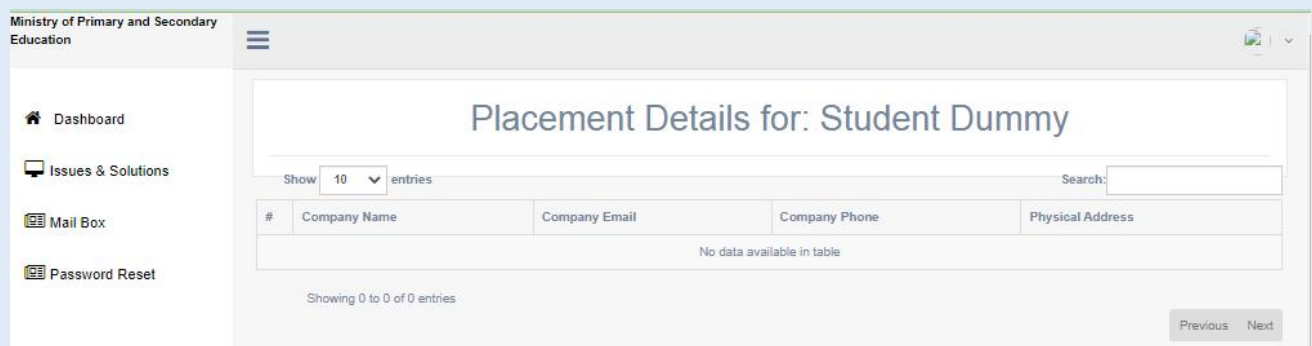 Ministry of Primary and Secondary
Education
Dashboard
Issues & Solutions
Mail Box
Password Reset
Placement Details for: Student Dummy
Show 10 entries
Search:
# Company Name Company Email Company Phone Physical Address
No data available in table
Showing 0 to 0 of 0 entries
Previous Next